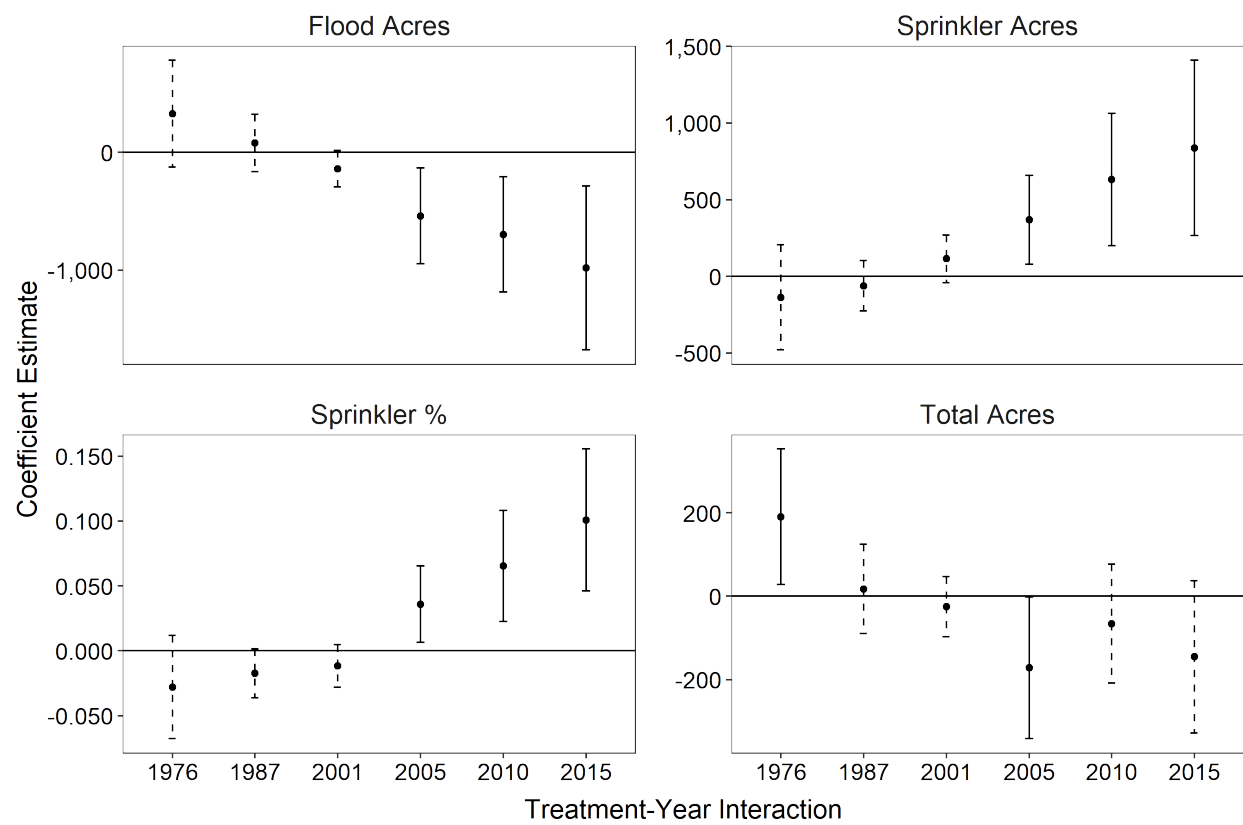 Flood Acres
0
-1,000
Sprinkler Acres
1,500
1,000
500
0
-500
Coefficient Estimate
Sprinkler %
0.150
0.100
0.050
0.000
-0.050
1976 1987 2001 2005 2010 2015
Total Acres
200
0
-200
1976 1987 2001 2005 2010 2015
Treatment-Year Interaction